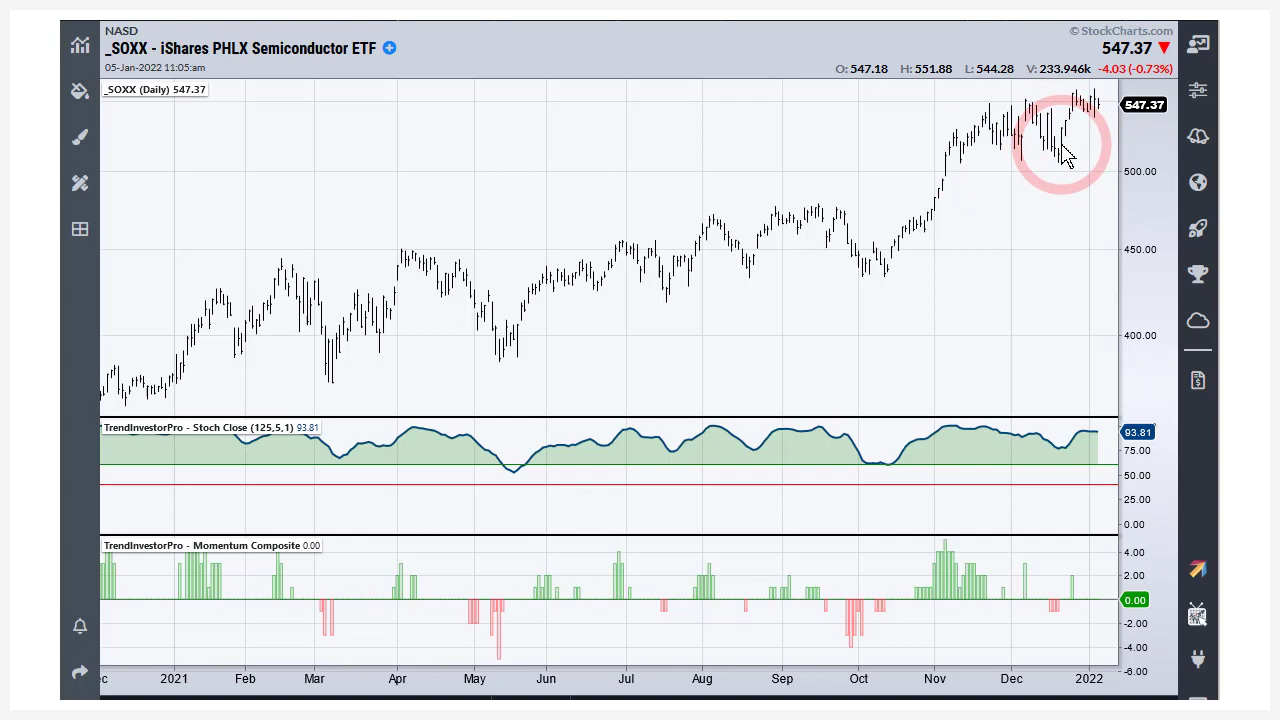 NASD
© StockCharts.com
_SOXX - iShares PHLX Semiconductor ETF
547.37
05-Jan-2022 11:05:am
O: 547.18 H: 551.88 L: 544.28 V: 233.946k -4.03 (-0.73%)
_SOXX (Daily) 547.37
547.37
500.00
450.00
400.00
TrendInvestorPro - Stoch Close (125,5,1) 93.81
93.81
75.00
50.00
25.00
0.00
TrendInvestorPro - Momentum Composite 0.00
4.00
2.00
0.00
-2.00
-4.00
-6.00
ec 2021 Feb Mar Apr May Jun Jul Aug Sep Oct Nov Dec 2022